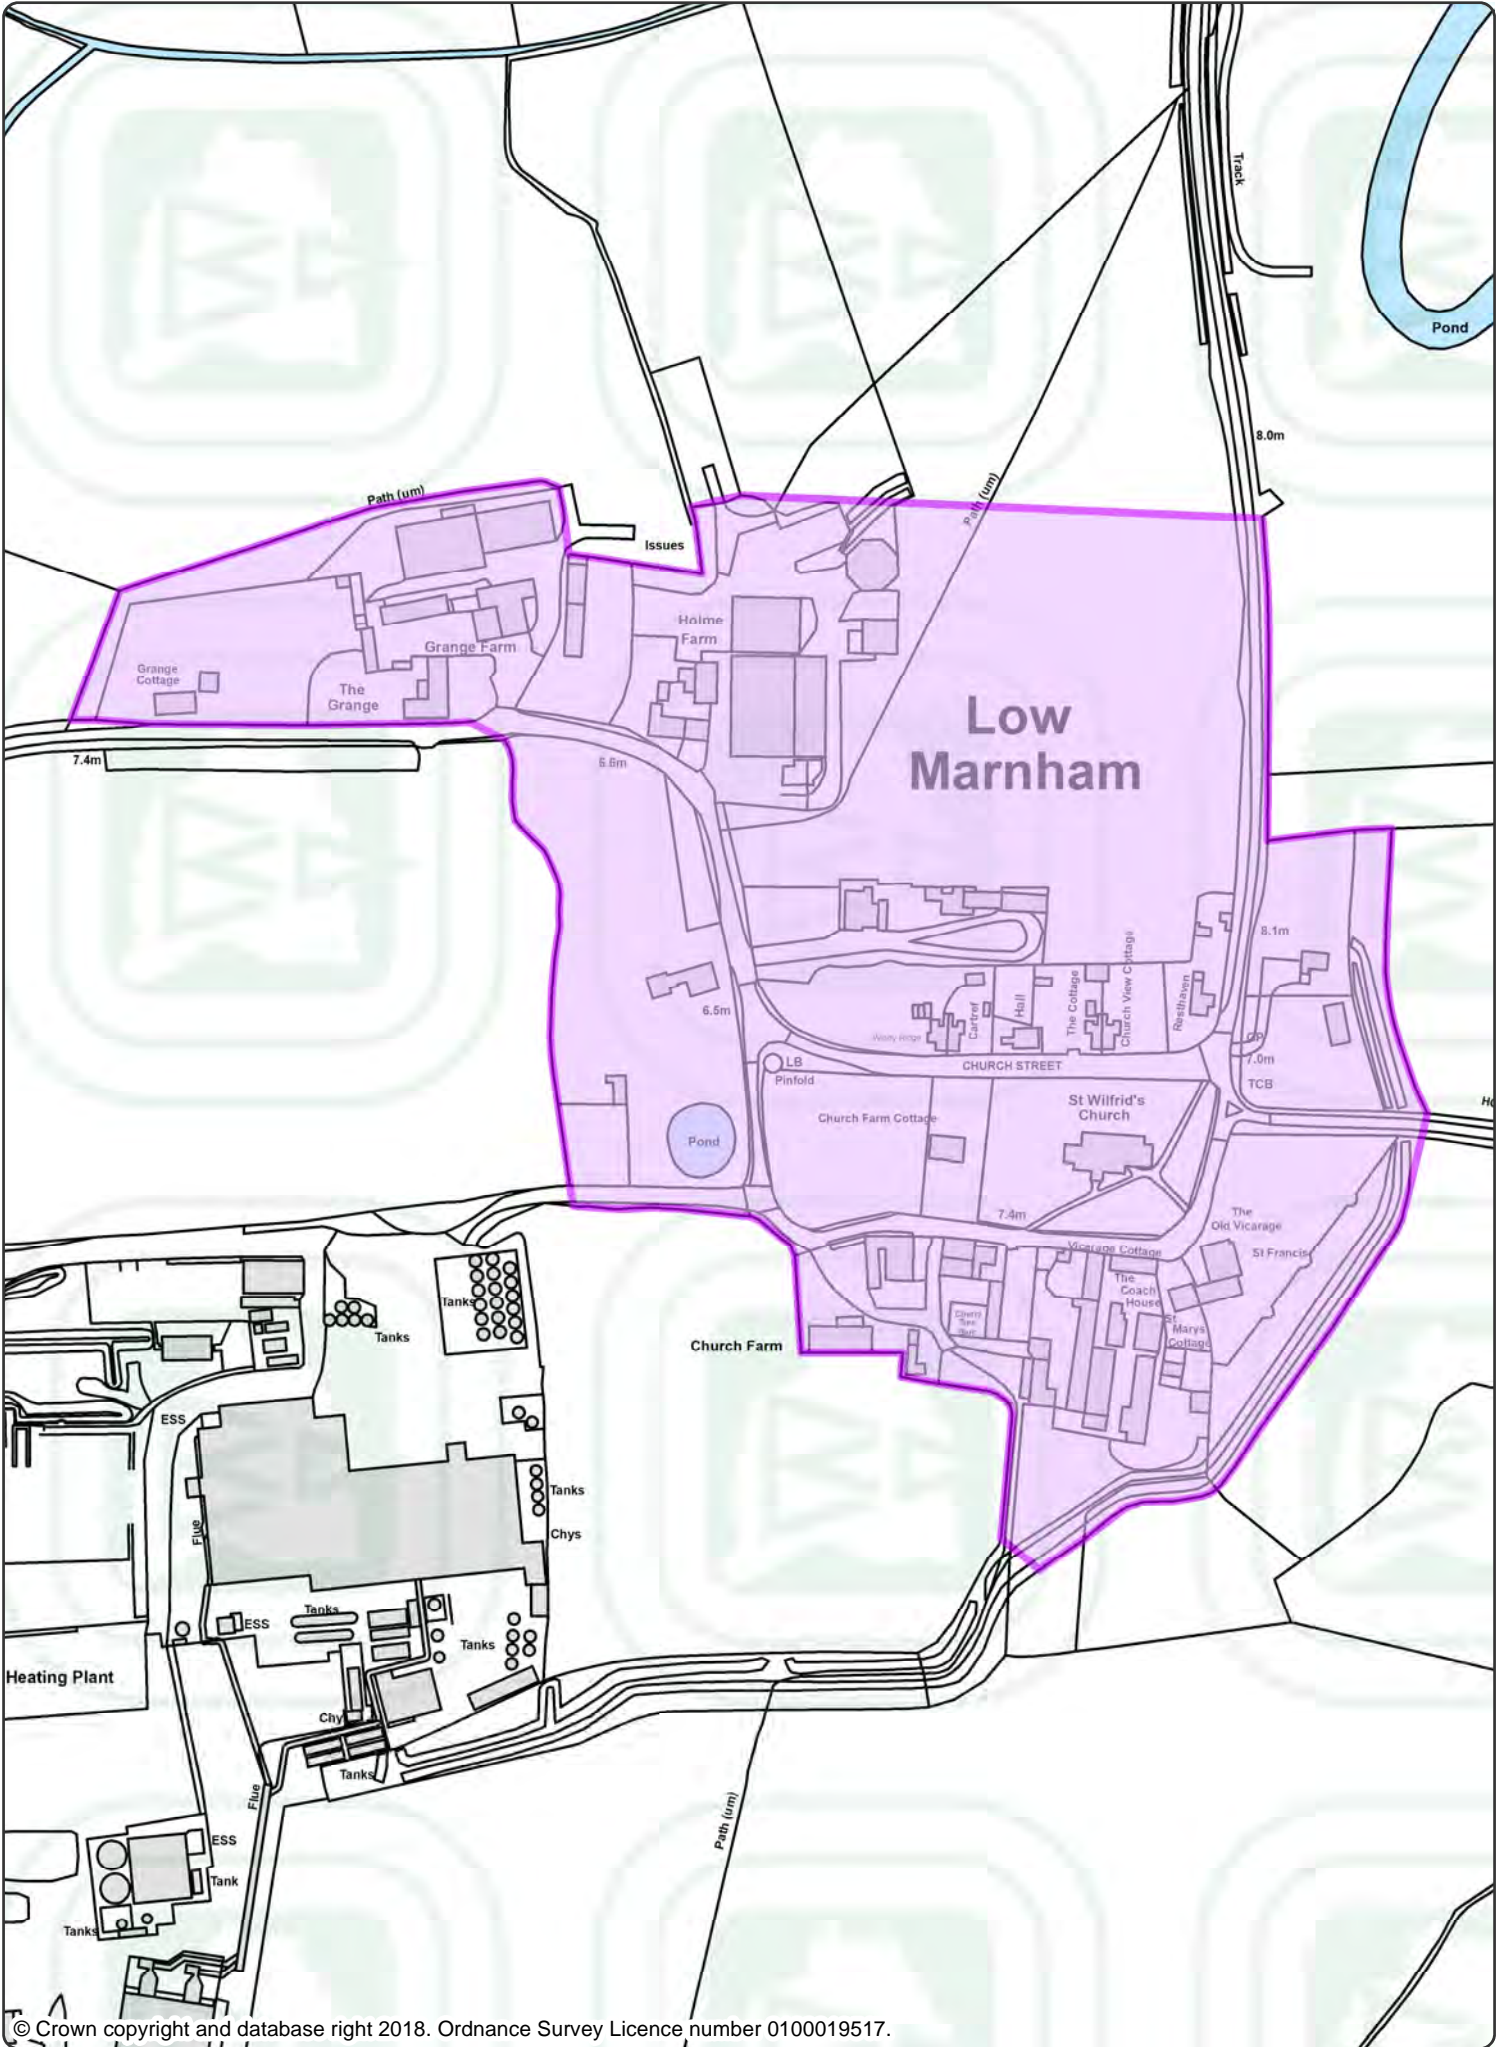 Track
Pond
8.0m
Path (um)
Path (um)
Issues
Holme
Farm
Grange Farm
Grange
Cottage
The
Grange
Low
Marnham
7.4m
6.6m
8.1m
6.5m
Cartref
Hall
The Cottage
Church View Cottage
Resthaven
GP
7.0m
LB
Pinfold
CHURCH STREET
TCB
St Wilfrid's
Church
Church Farm Cottage
Pond
7.4m
The
Old Vicarage
Vicarage Cottage
St Francis
The
Coach
House
St
Marys
Cottage
Tanks
Tanks
Church Farm
ESS
Tanks
Chys
Flue
Tanks
ESS
Tanks
Heating Plant
Chy
Tanks
Flue
Path (um)
ESS
Tank
Tanks
© Crown copyright and database right 2018. Ordnance Survey Licence number 0100019517.